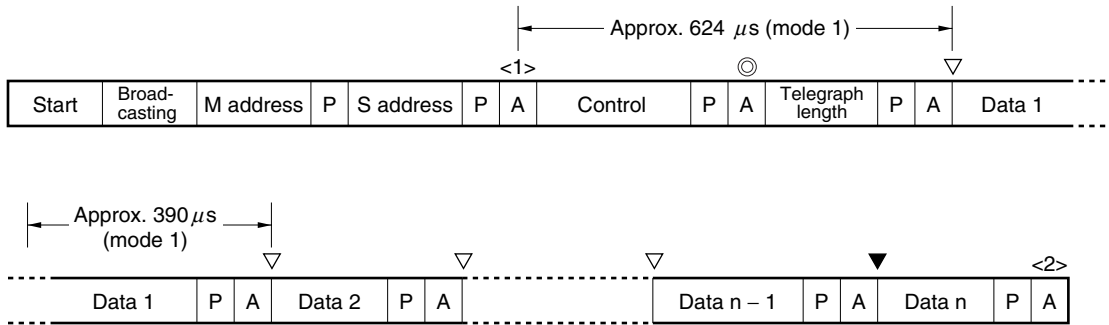 Approx. 624 μs (mode 1)
<1>
Start Broad-casting M address P S address P A Control P A Telegraph length P A Data 1
Approx. 390 μs
(mode 1)
<2>
Data 1 P A Data 2 P A Data n – 1 P A Data n P A